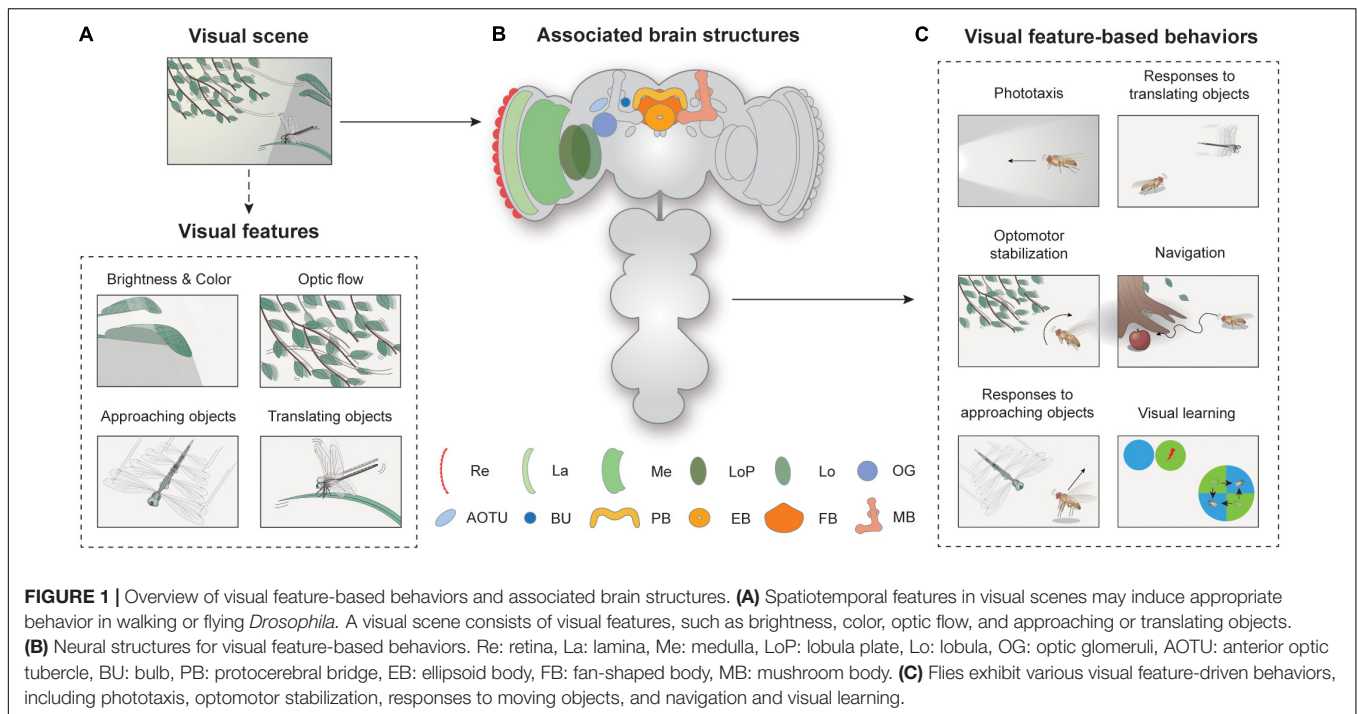 A
Visual scene
Visual features
Brightness & Color
Optic flow
Approaching objects
Translating objects
B
Associated brain structures
Re
La
Me
LoP
Lo
OG
AOTU
BU
PB
EB
FB
MB
C
Visual feature-based behaviors
Phototaxis
Responses to
translating objects
Optomotor
stabilization
Navigation
Responses to
approaching objects
Visual learning
FIGURE 1 | Overview of visual feature-based behaviors and associated brain structures. (A) Spatiotemporal features in visual scenes may induce appropriate
behavior in walking or flying Drosophila. A visual scene consists of visual features, such as brightness, color, optic flow, and approaching or translating objects.
(B) Neural structures for visual feature-based behaviors. Re: retina, La: lamina, Me: medulla, LoP: lobula plate, Lo: lobula, OG: optic glomeruli, AOTU: anterior optic
tubercle, BU: bulb, PB: protocerebral bridge, EB: ellipsoid body, FB: fan-shaped body, MB: mushroom body. (C) Flies exhibit various visual feature-driven behaviors,
including phototaxis, optomotor stabilization, responses to moving objects, and navigation and visual learning.